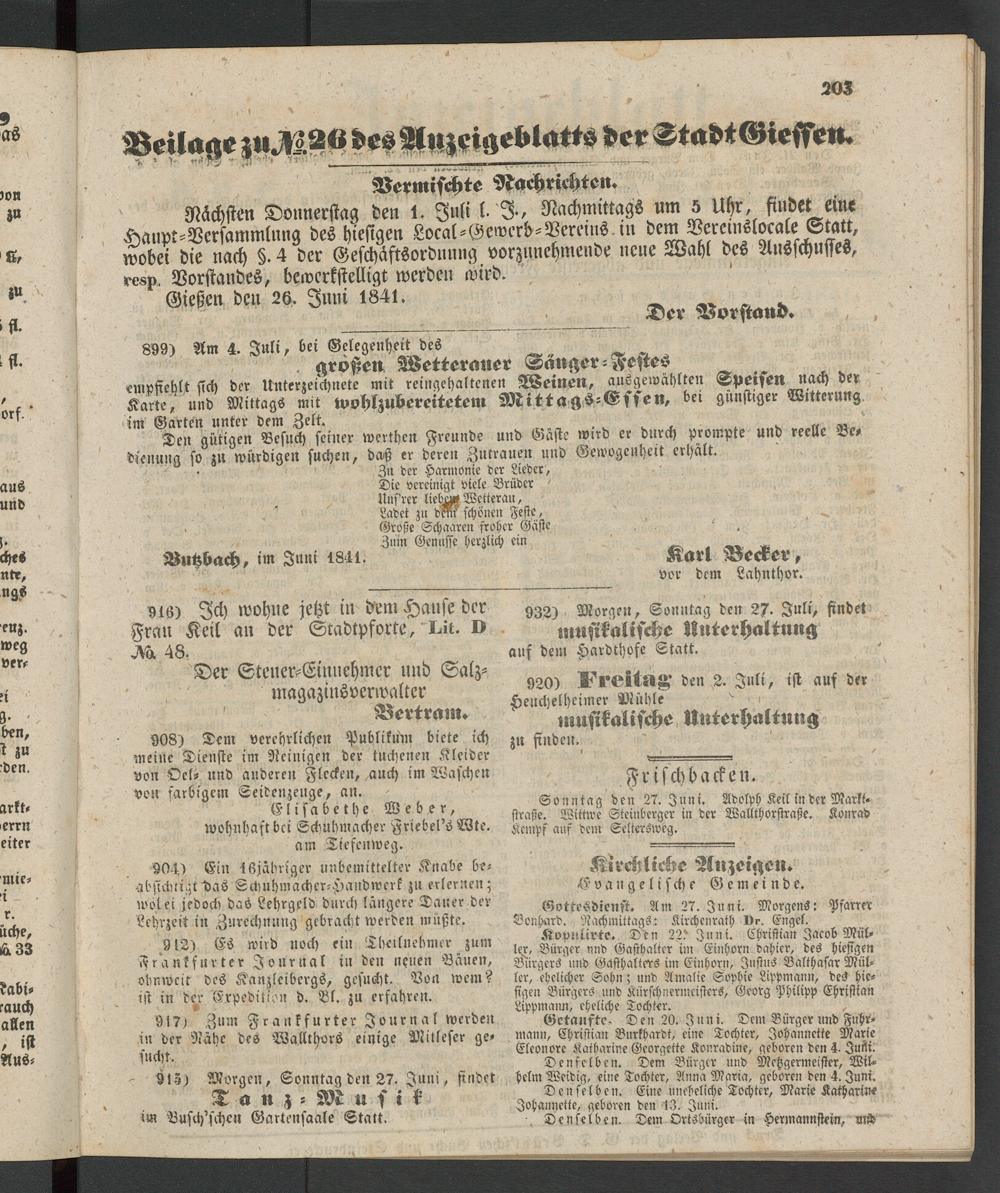 203
Beilage zu No. 26 des Anzeigeblatts der Stadt Giessen.
Vermischte Nachrichten.
Nächsten Donnerstag den 1. Juli l. J., Nachmittags um 5 Uhr, findet eine
Haupt-Versammlung des hiesigen Local-Gewerb-Vereins in dem Vereinslocale Statt,
wobei die nach §. 4 der Geschäftsordnung vorzunehmende neue Wahl des Ausschusses,
resp. Vorstandes, bewerkstelligt werden wird.
Gießen den 26. Juni 1841.
Der Vorstand.
899) Am 4. Juli, bei Gelegenheit des
großen Wetterauer Sänger-Festes
empfiehlt sich der Unterzeichnete mit reingehaltenen Weinen, ausgewählten Speisen nach der
Karte, und Mittags mit wohlzubereitetem Mittags-Essen, bei günstiger Witterung
im Garten unter dem Zelt.
Den gütigen Besuch seiner werthen Freunde und Gäste wird er durch prompte und reelle Be-
dienung so zu würdigen suchen, daß er deren Zutrauen und Gewogenheit erhält.
Zu der Harmonie der Lieder,
Die vereinigt viele Brüder
Uns'rer lieben Wetterau,
Ladet zu dem schönen Feste,
Große Schaaren froher Gäste
Zum Genusse herzlich ein
Butzbach, im Juni 1841.
Karl Becker,
vor dem Lahnthor.
916) Ich wohne jetzt in dem Hause der
Frau Keil an der Stadtpforte, Lit. D
No. 48.
Der Steuer-Einnehmer und Salz-
magazinsverwalter
Bertram.
908) Dem verehrlichen Publikum biete ich
meine Dienste im Reinigen der tuchenen Kleider
von Oel- und anderen Flecken, auch im Waschen
von farbigem Seidenzeuge, an.
Elisabethe Weber,
wohnhaft bei Schuhmacher Friebel's Wte.
am Tiefenweg.
904) Ein 16jähriger unbemittelter Knabe be-
absichtigt das Schuhmacher-Handwerk zu erlernen;
wobei jedoch das Lehrgeld durch längere Dauer der
Lehrzeit in Zurechnung gebracht werden müßte.
912) Es wird noch ein Theilnehmer zum
Frankfurter Journal in den neuen Bäuen,
ohnweit des Kanzleibergs, gesucht. Von wem?
ist in der Expedition d. Bl. zu erfahren.
917) Zum Frankfurter Journal werden
in der Nähe des Wallthors einige Mitleser ge-
sucht.
915) Morgen, Sonntag den 27. Juni, findet
Tanz-Musik
im Busch'schen Gartensaale Statt.
932) Morgen, Sonntag den 27. Juli, findet
musikalische Unterhaltung
auf dem Hardthofe Statt.
920) Freitag den 2. Juli, ist auf der
Heuchelheimer Mühle
musikalische Unterhaltung
zu finden.
Frischbacken.
Sonntag den 27. Juni. Adolph Keil in der Markt-
straße. Wittwe Steinberger in der Wallthorstraße. Konrad
Kempf auf dem Seltersweg.
Kirchliche Anzeigen.
Evangelische Gemeinde.
Gottesdienst. Am 27. Juni. Morgens: Pfarrer
Bonhard. Nachmittags: Kirchenrath Dr. Engel.
Kopulirte. Den 22. Juni. Christian Jacob Mül-
ler, Bürger und Gasthalter im Einhorn dahier, des hiesigen
Bürgers und Gasthalters im Einhorn, Justus Balthasar Mül-
ler, ehelicher Sohn; und Amalie Sophie Lippmann, des hie-
sigen Bürgers und Kürschnermeisters, Georg Philipp Christian
Lippmann, eheliche Tochter.
Getaufte. Den 20. Juni. Dem Bürger und Fuhr-
mann, Christian Burkhardt, eine Tochter, Johannette Marie
Eleonore Katharine Georgette Konradine, geboren den 4. Juni.
Denselben. Dem Bürger und Metzgermeister, Wil-
helm Weidig, eine Tochter, Anna Maria, geboren den 4. Juni.
Denselben. Eine uneheliche Tochter, Marie Katharine
Johannette, geboren den 13. Juni.
Denselben. Dem Ortsbürger in Hermannstein, und